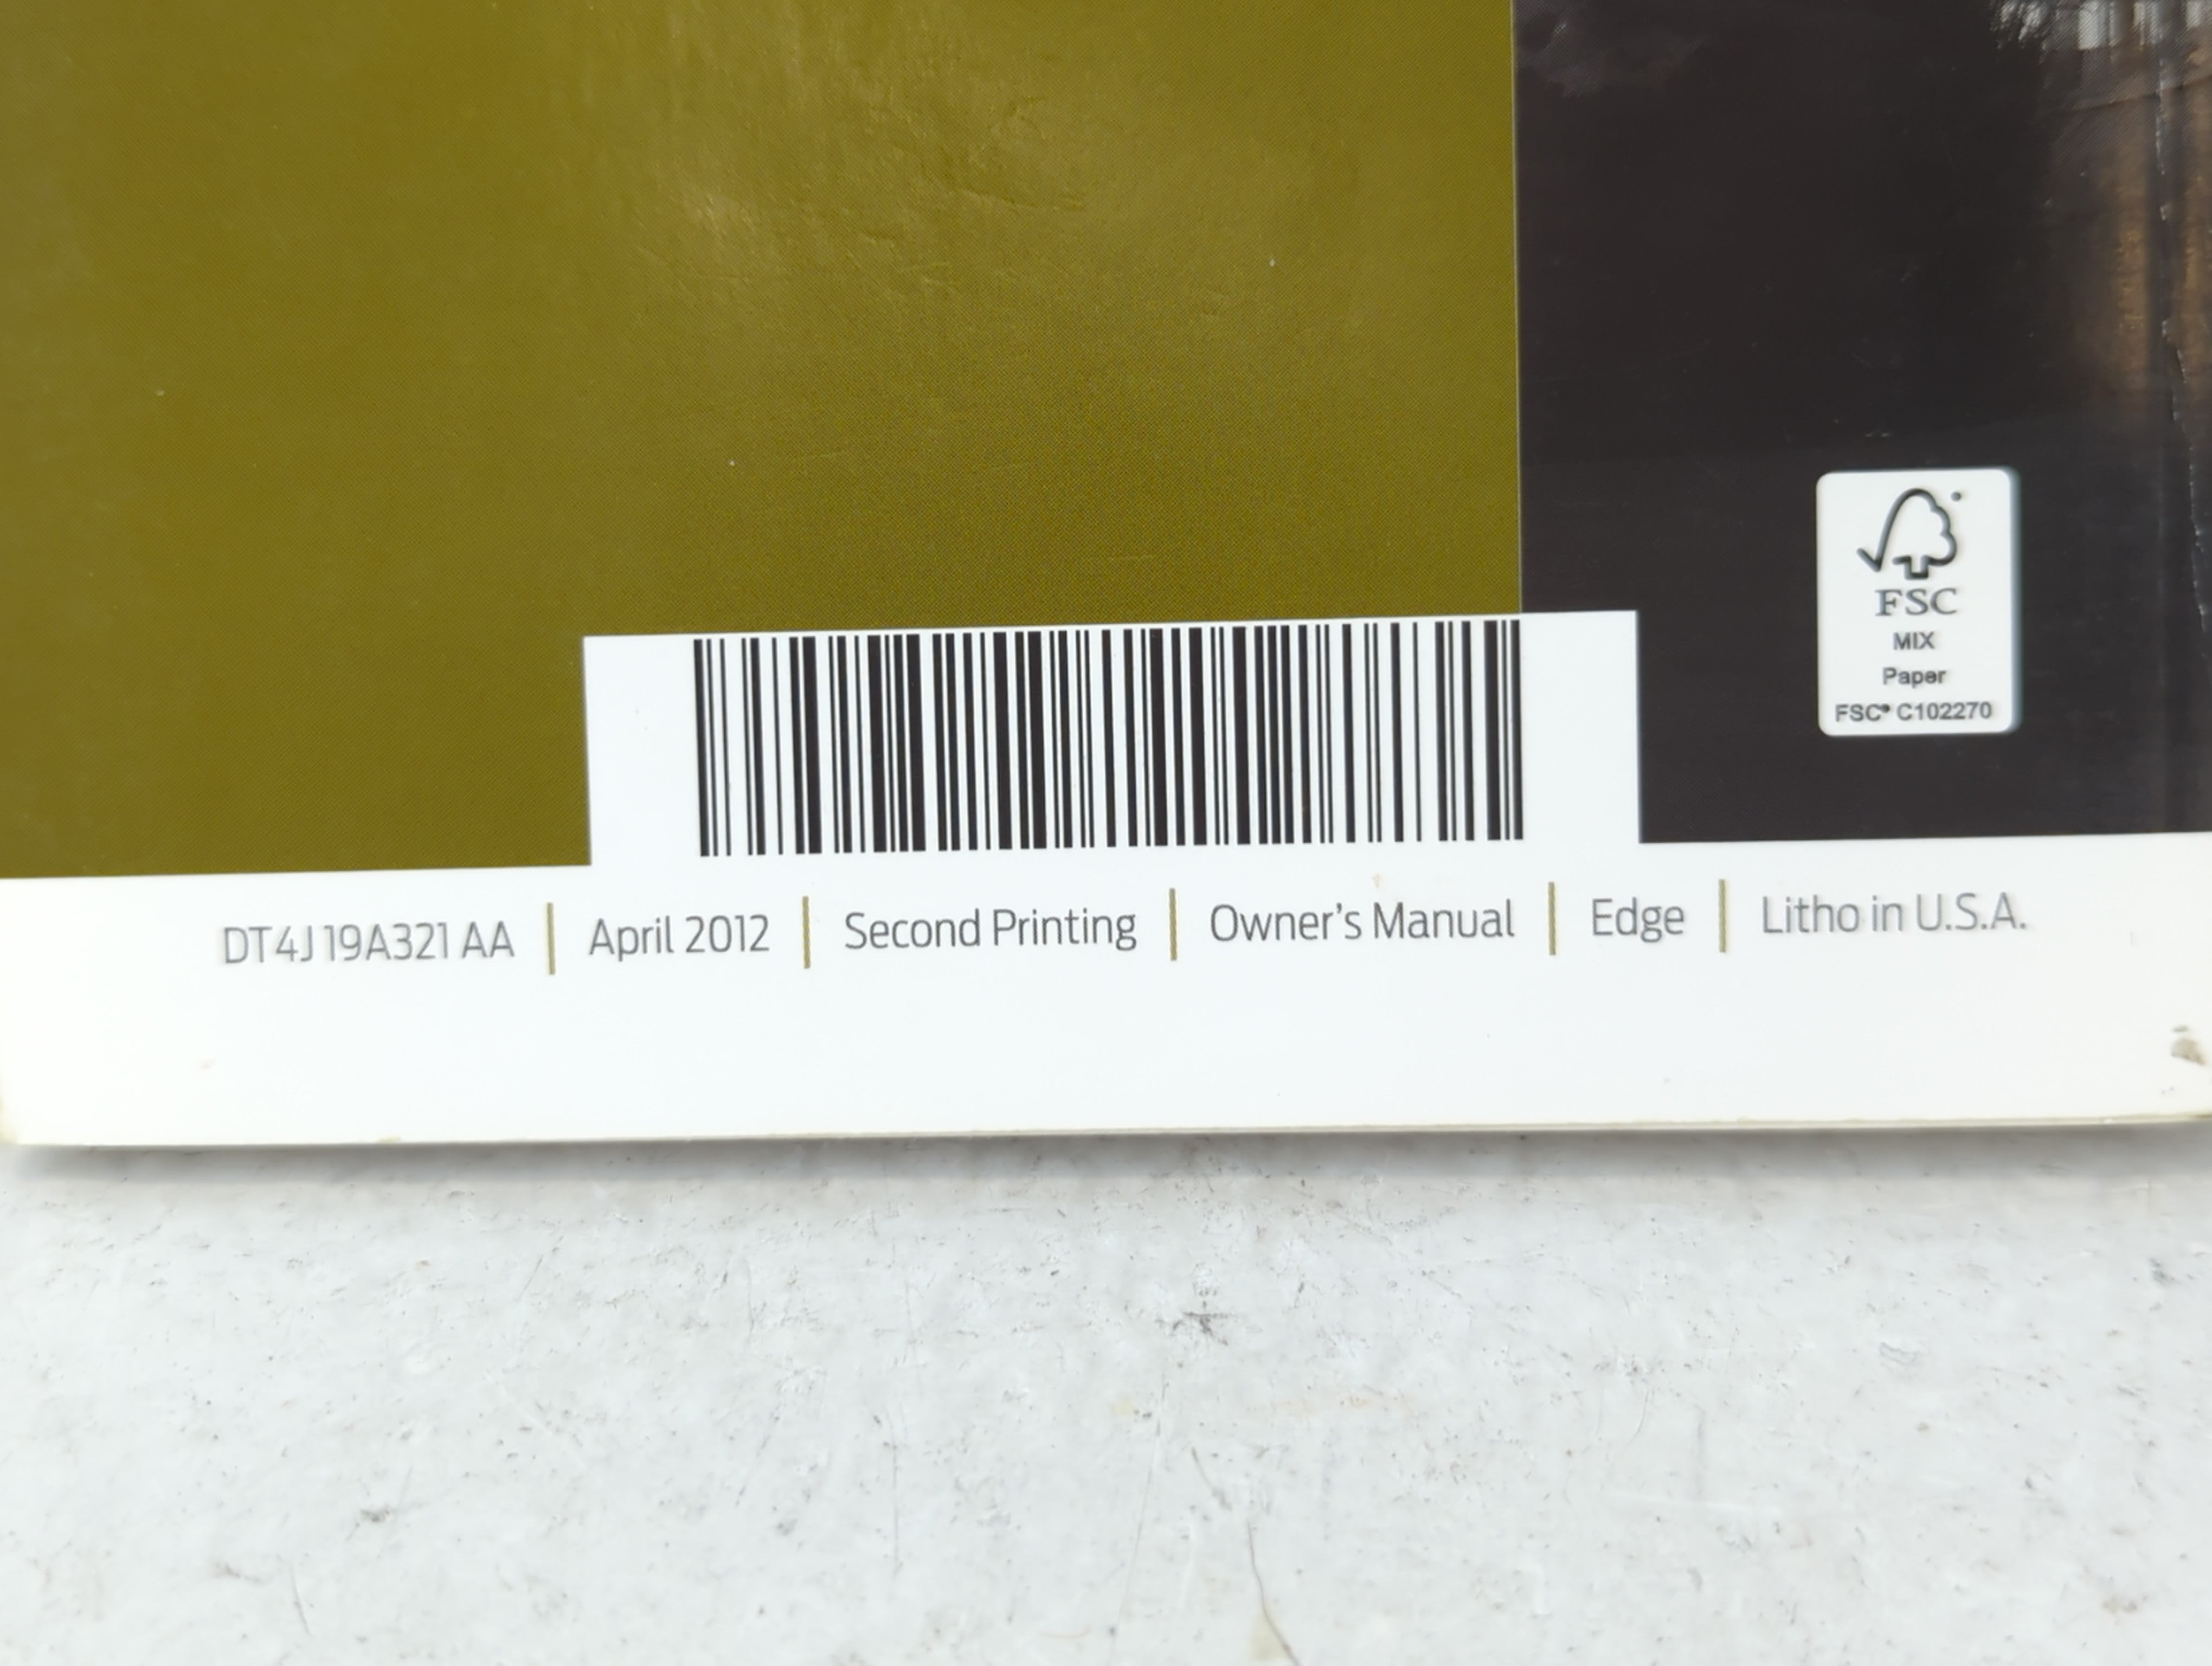 FSC
MIX
Paper
FSC® C102270
DT4J 19A321 AA | April 2012 | Second Printing | Owner's Manual | Edge | Litho in U.S.A.